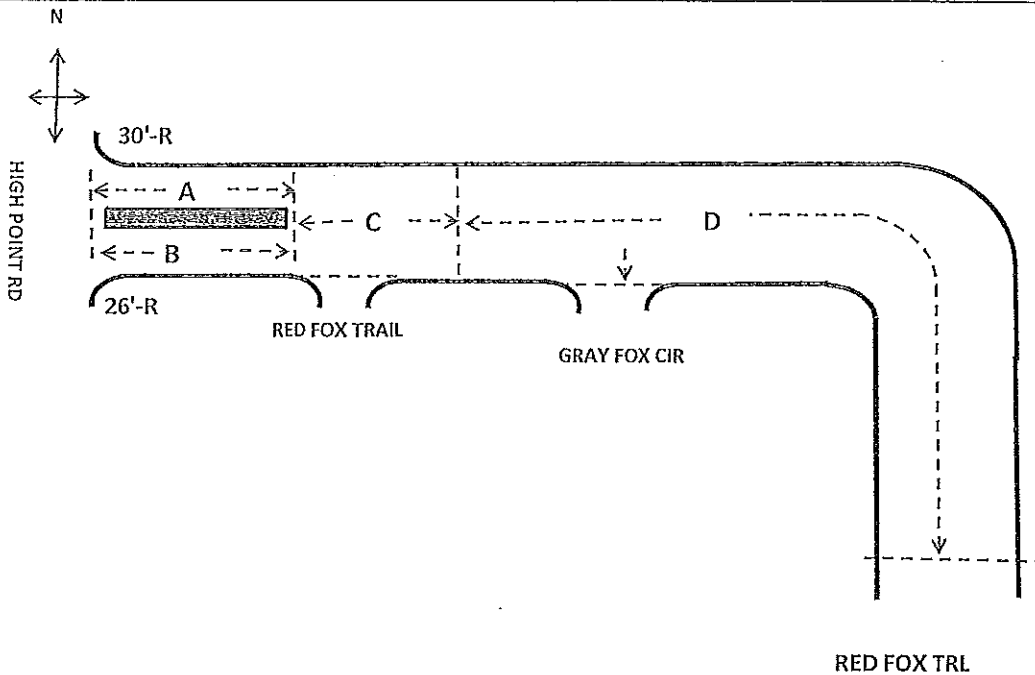 N
30'-R
HIGH POINT RD
A
C
D
B
26'-R
RED FOX TRAIL
GRAY FOX CIR
RED FOX TRL